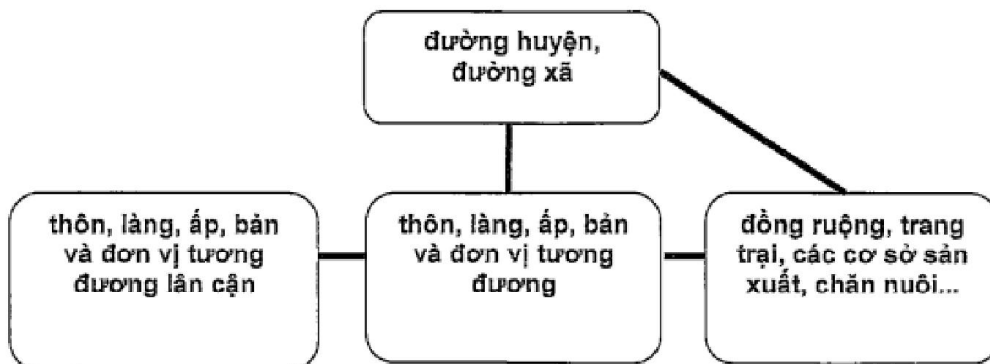 đường huyện,
đường xã
thôn, làng, ấp, bản
và đơn vị tương
đương lân cận
thôn, làng, ấp, bản
và đơn vị tương
đương
đồng ruộng, trang
trại, các cơ sở sản
xuất, chăn nuôi...